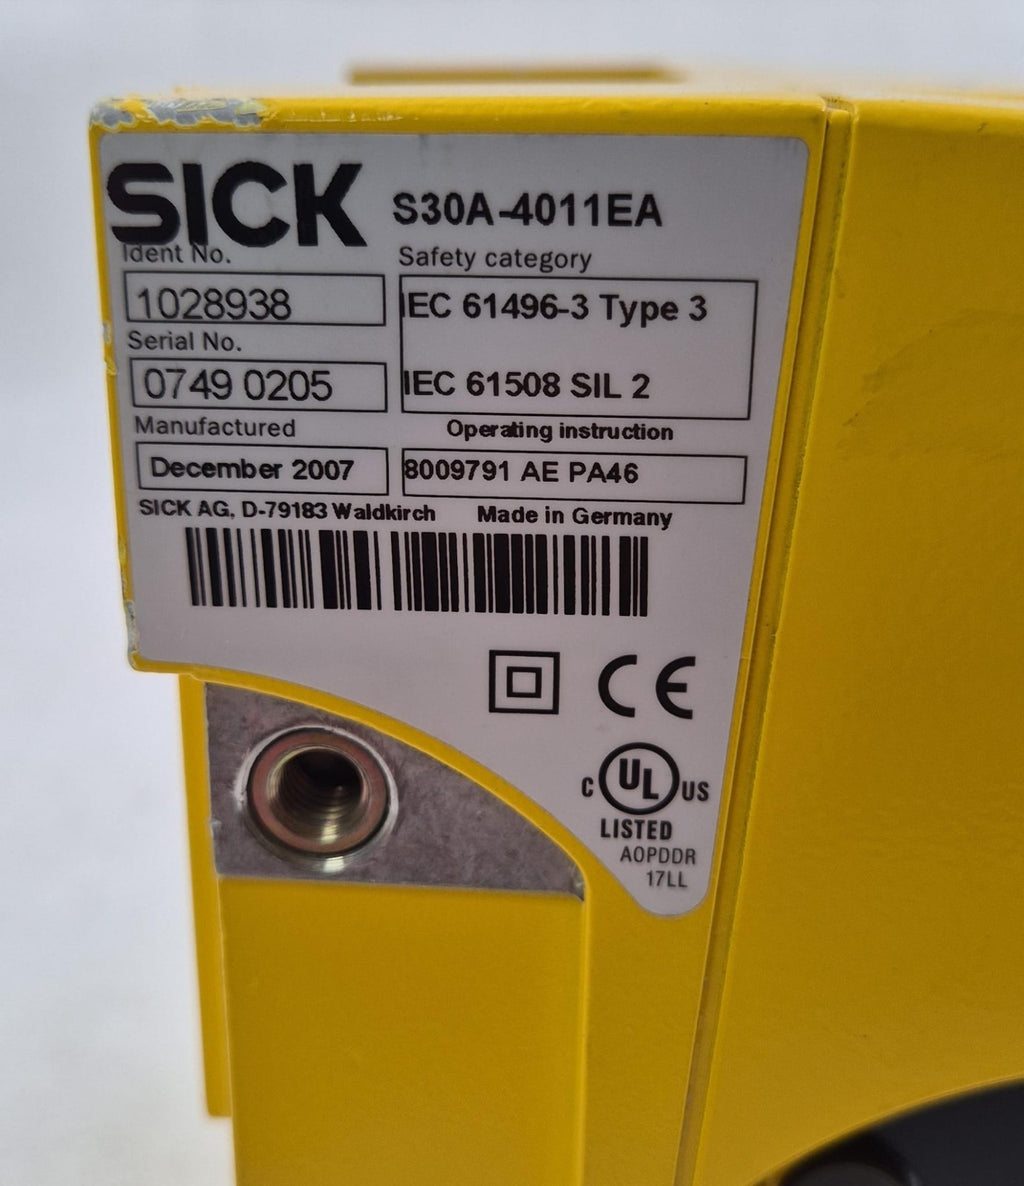 SICK S30A-4011EA
Ident No. Safety category
1028938 IEC 61496-3 Type 3
Serial No.
0749 0205 IEC 61508 SIL 2
Manufactured Operating instruction
December 2007 8009791 AE PA46
SICK AG, D-79183 Waldkirch Made in Germany
CE
C UL US
LISTED
AOPDDR
17LL